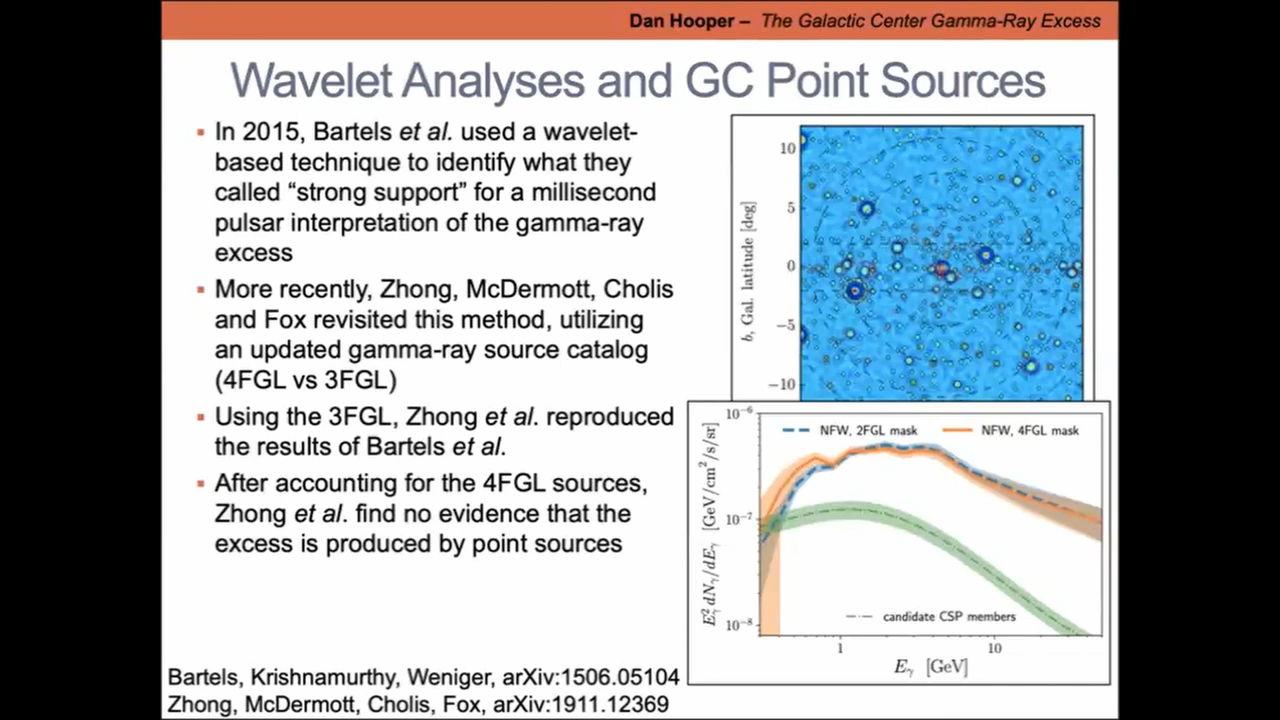 Dan Hooper – The Galactic Center Gamma-Ray Excess
Wavelet Analyses and GC Point Sources
▪ In 2015, Bartels et al. used a wavelet-
based technique to identify what they
called “strong support” for a millisecond
pulsar interpretation of the gamma-ray
excess
▪ More recently, Zhong, McDermott, Cholis
and Fox revisited this method, utilizing
an updated gamma-ray source catalog
(4FGL vs 3FGL)
▪ Using the 3FGL, Zhong et al. reproduced
the results of Bartels et al.
▪ After accounting for the 4FGL sources,
Zhong et al. find no evidence that the
excess is produced by point sources
Bartels, Krishnamurthy, Weniger, arXiv:1506.05104
Zhong, McDermott, Cholis, Fox, arXiv:1911.12369
10
5
0
−5
−10
b, Gal. latitude [deg]
10⁻⁶
10⁻⁷
10⁻⁸
E²γ dNγ/dEγ [GeV/cm²/s/sr]
NFW, 2FGL mask
NFW, 4FGL mask
candidate CSP members
1
10
Eγ [GeV]